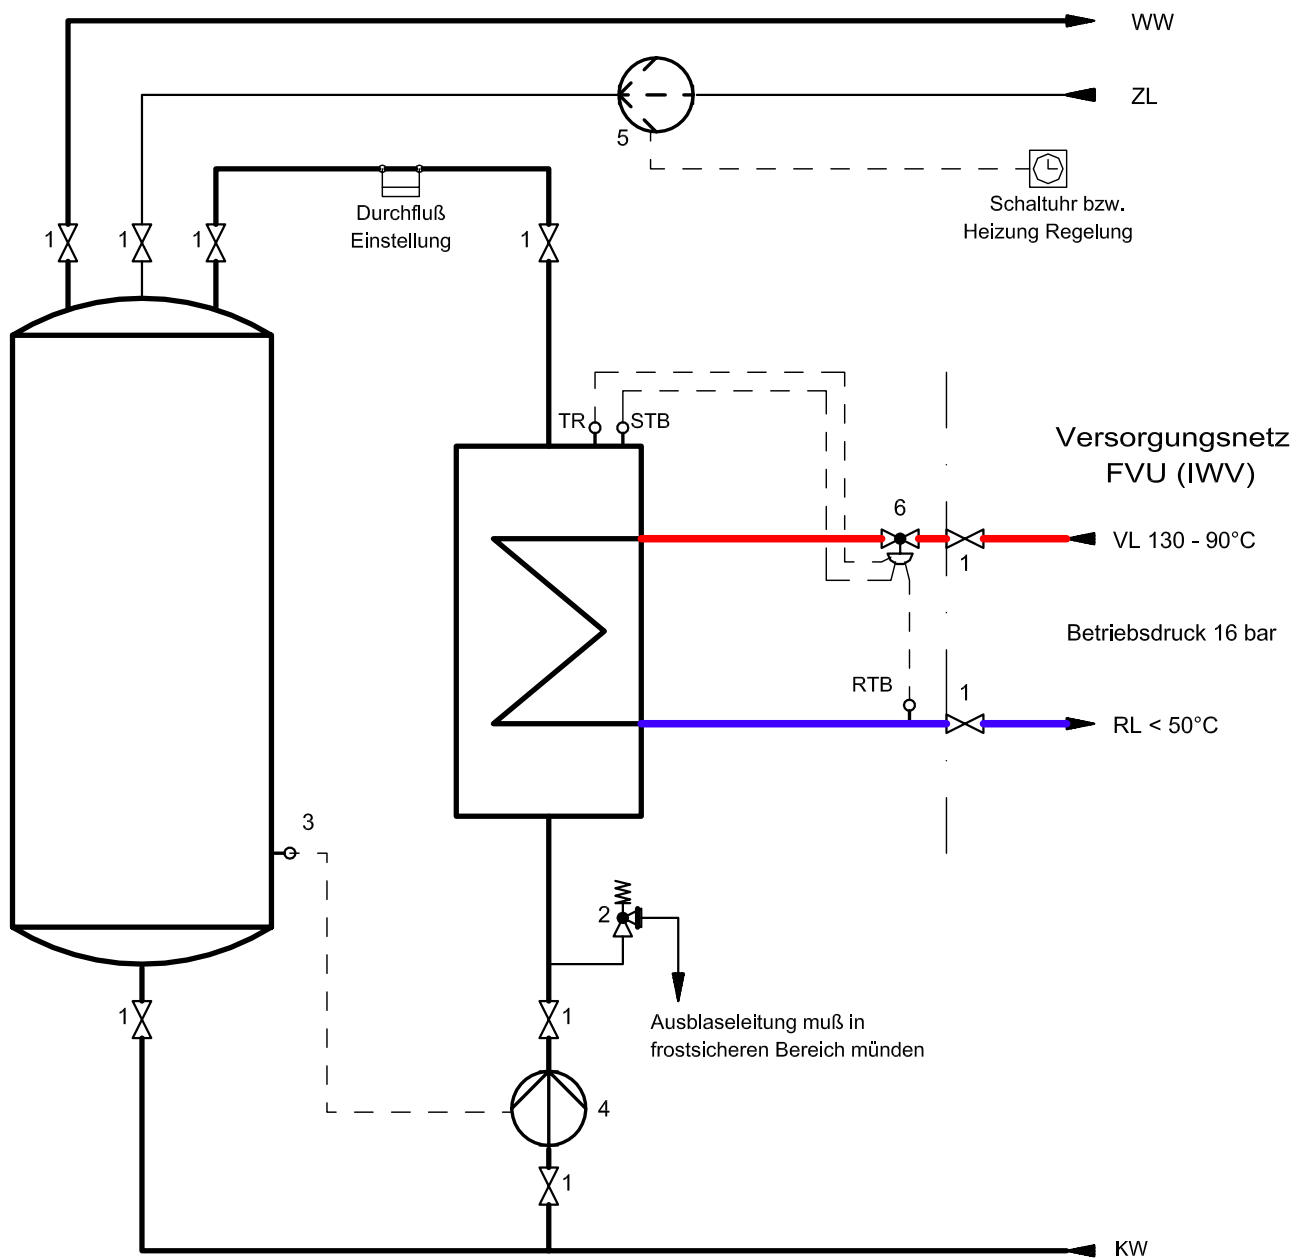 WW
ZL
5
Schaltuhr bzw.
Heizung Regelung
Durchfluß
Einstellung
1
1
1
1
TR
STB
Versorgungsnetz
FVU (IWV)
6
VL 130 - 90°C
1
Betriebsdruck 16 bar
RTB
1
RL < 50°C
3
2
1
1
Ausblaseleitung muß in
frostsicheren Bereich münden
4
1
KW